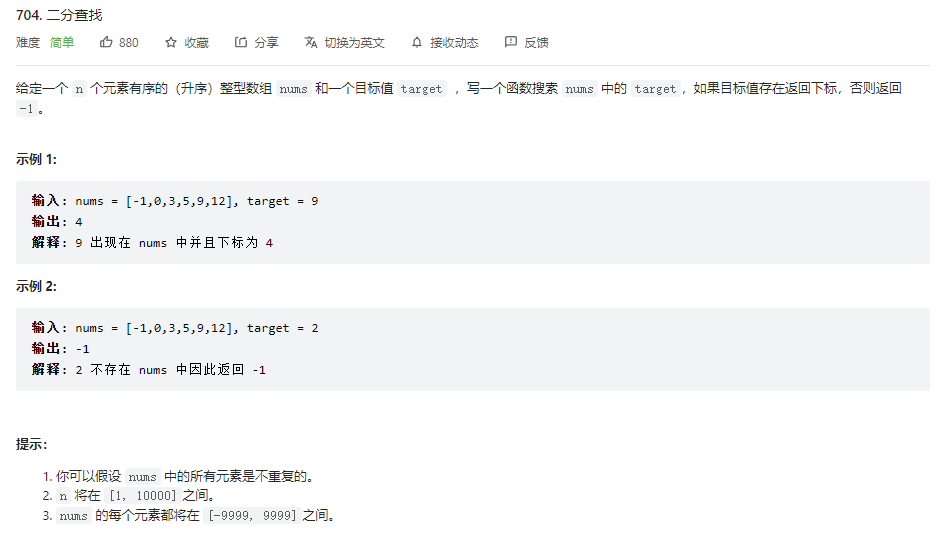 704. 二分查找
难度 简单 880 收藏 分享 切换为英文 接收动态 反馈
给定一个 n 个元素有序的（升序）整型数组 nums 和一个目标值 target ，写一个函数搜索 nums 中的 target，如果目标值存在返回下标，否则返回
-1。
示例 1:
输入: nums = [-1,0,3,5,9,12], target = 9
输出: 4
解释: 9 出现在 nums 中并且下标为 4
示例 2:
输入: nums = [-1,0,3,5,9,12], target = 2
输出: -1
解释: 2 不存在 nums 中因此返回 -1
提示：
1. 你可以假设 nums 中的所有元素是不重复的。
2. n 将在 [1, 10000]之间。
3. nums 的每个元素都将在 [-9999, 9999]之间。